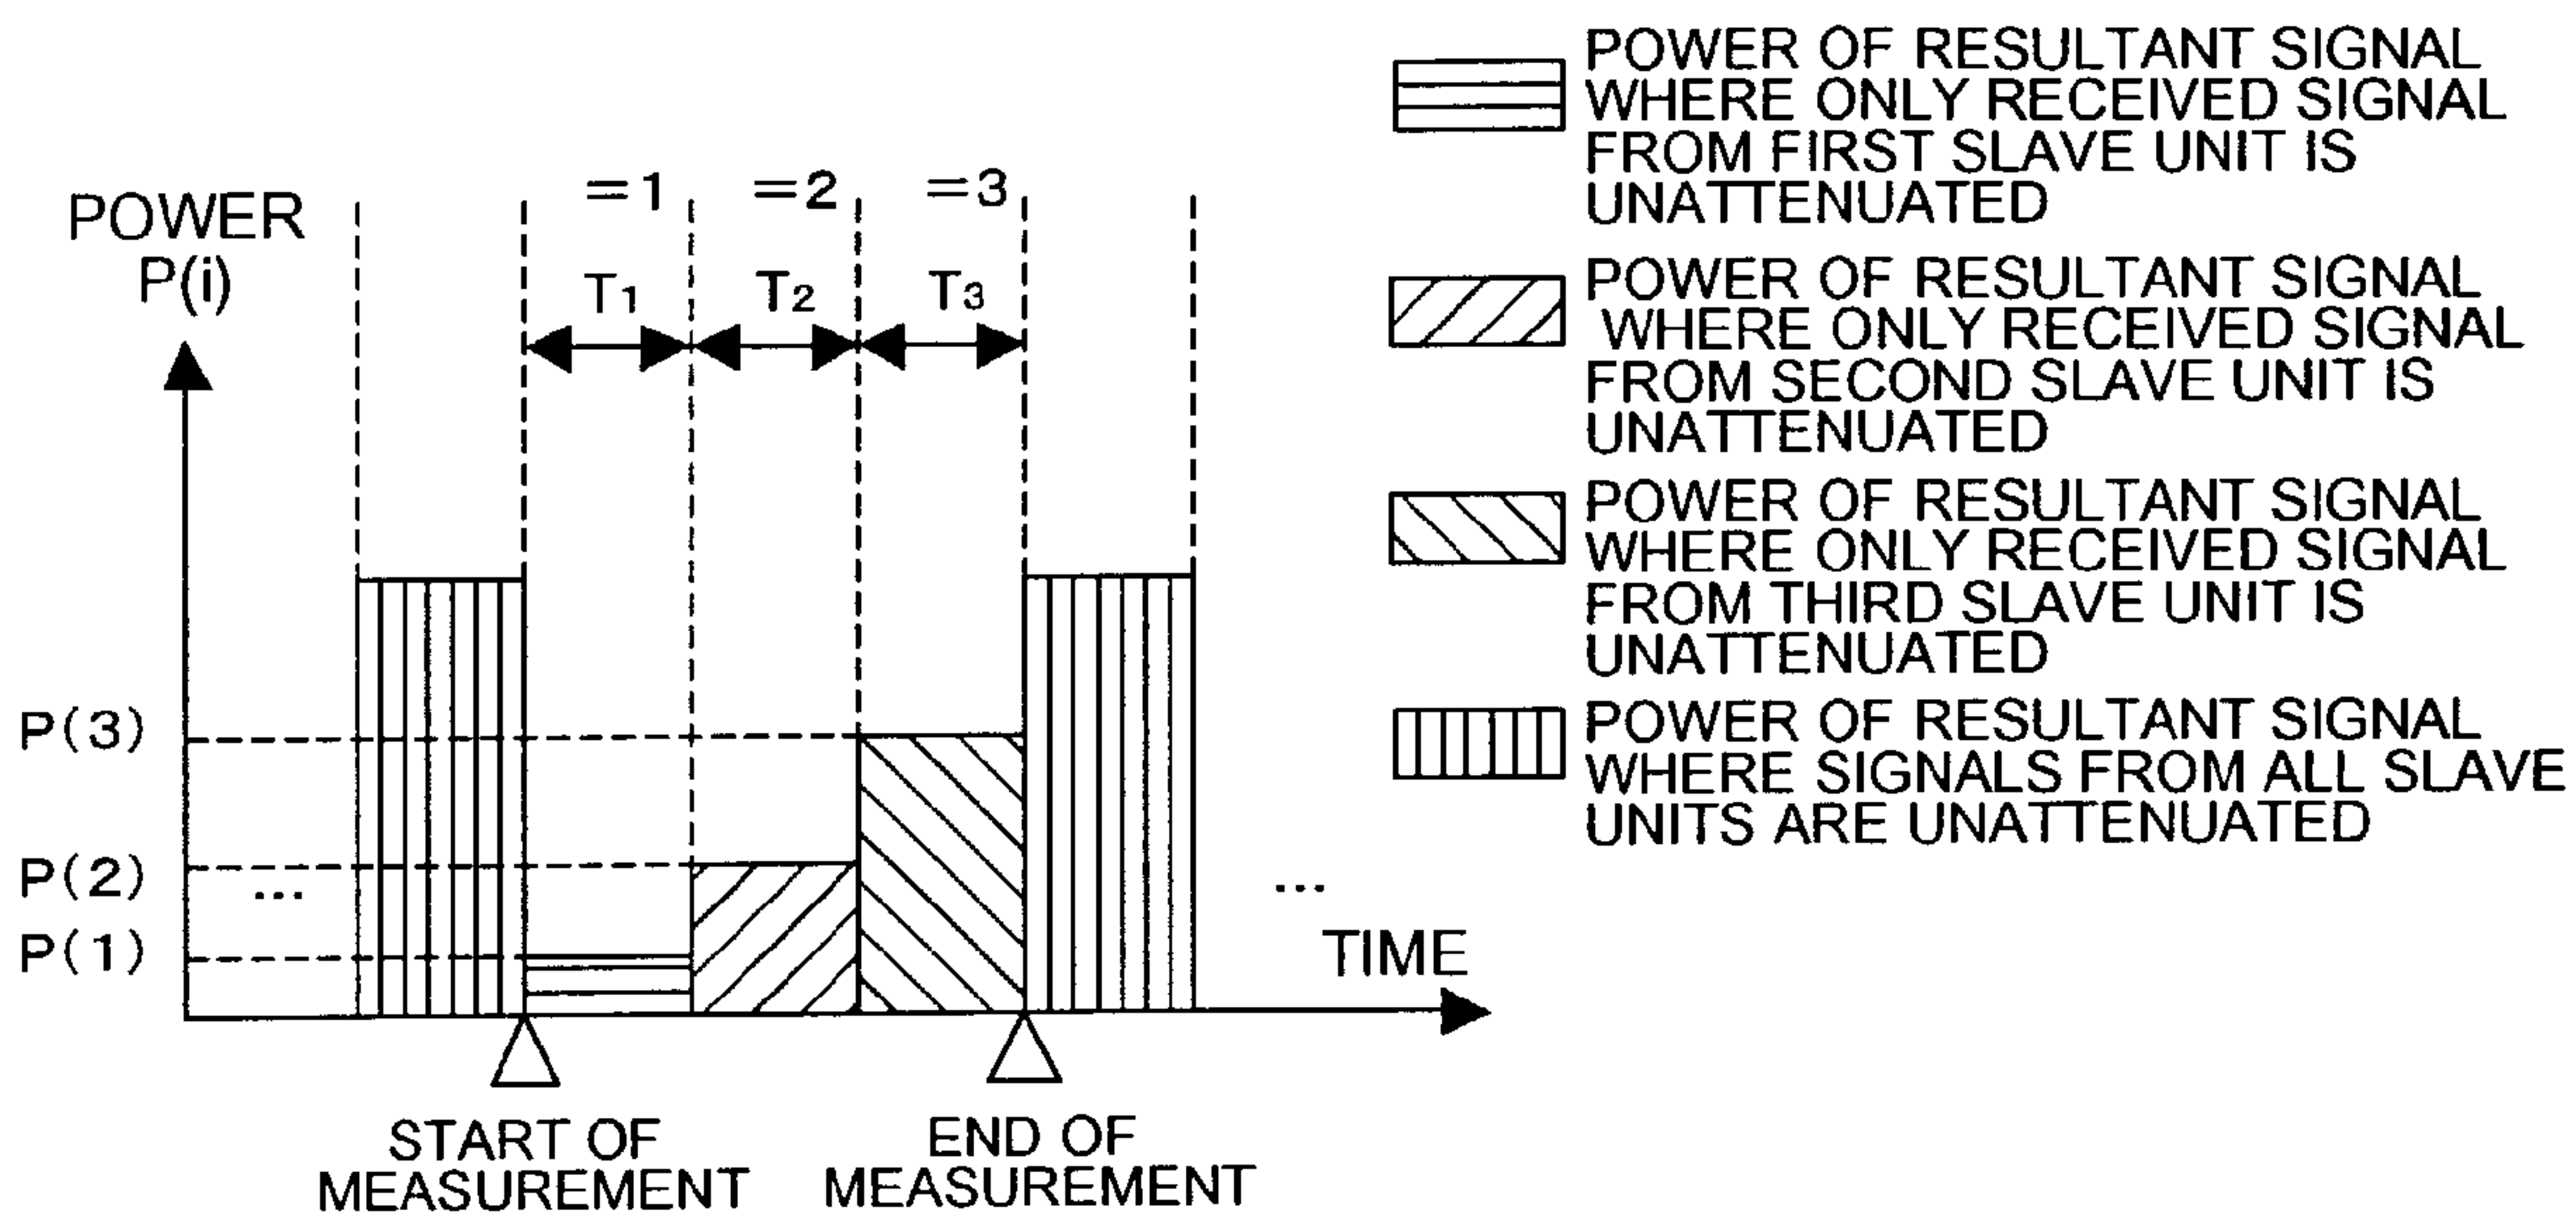 POWER
P(i)
=1
=2
=3
T1
T2
T3
P(3)
P(2)
P(1)
...
...
TIME
START OF
MEASUREMENT
END OF
MEASUREMENT
POWER OF RESULTANT SIGNAL
WHERE ONLY RECEIVED SIGNAL
FROM FIRST SLAVE UNIT IS
UNATTENUATED
POWER OF RESULTANT SIGNAL
WHERE ONLY RECEIVED SIGNAL
FROM SECOND SLAVE UNIT IS
UNATTENUATED
POWER OF RESULTANT SIGNAL
WHERE ONLY RECEIVED SIGNAL
FROM THIRD SLAVE UNIT IS
UNATTENUATED
POWER OF RESULTANT SIGNAL
WHERE SIGNALS FROM ALL SLAVE
UNITS ARE UNATTENUATED